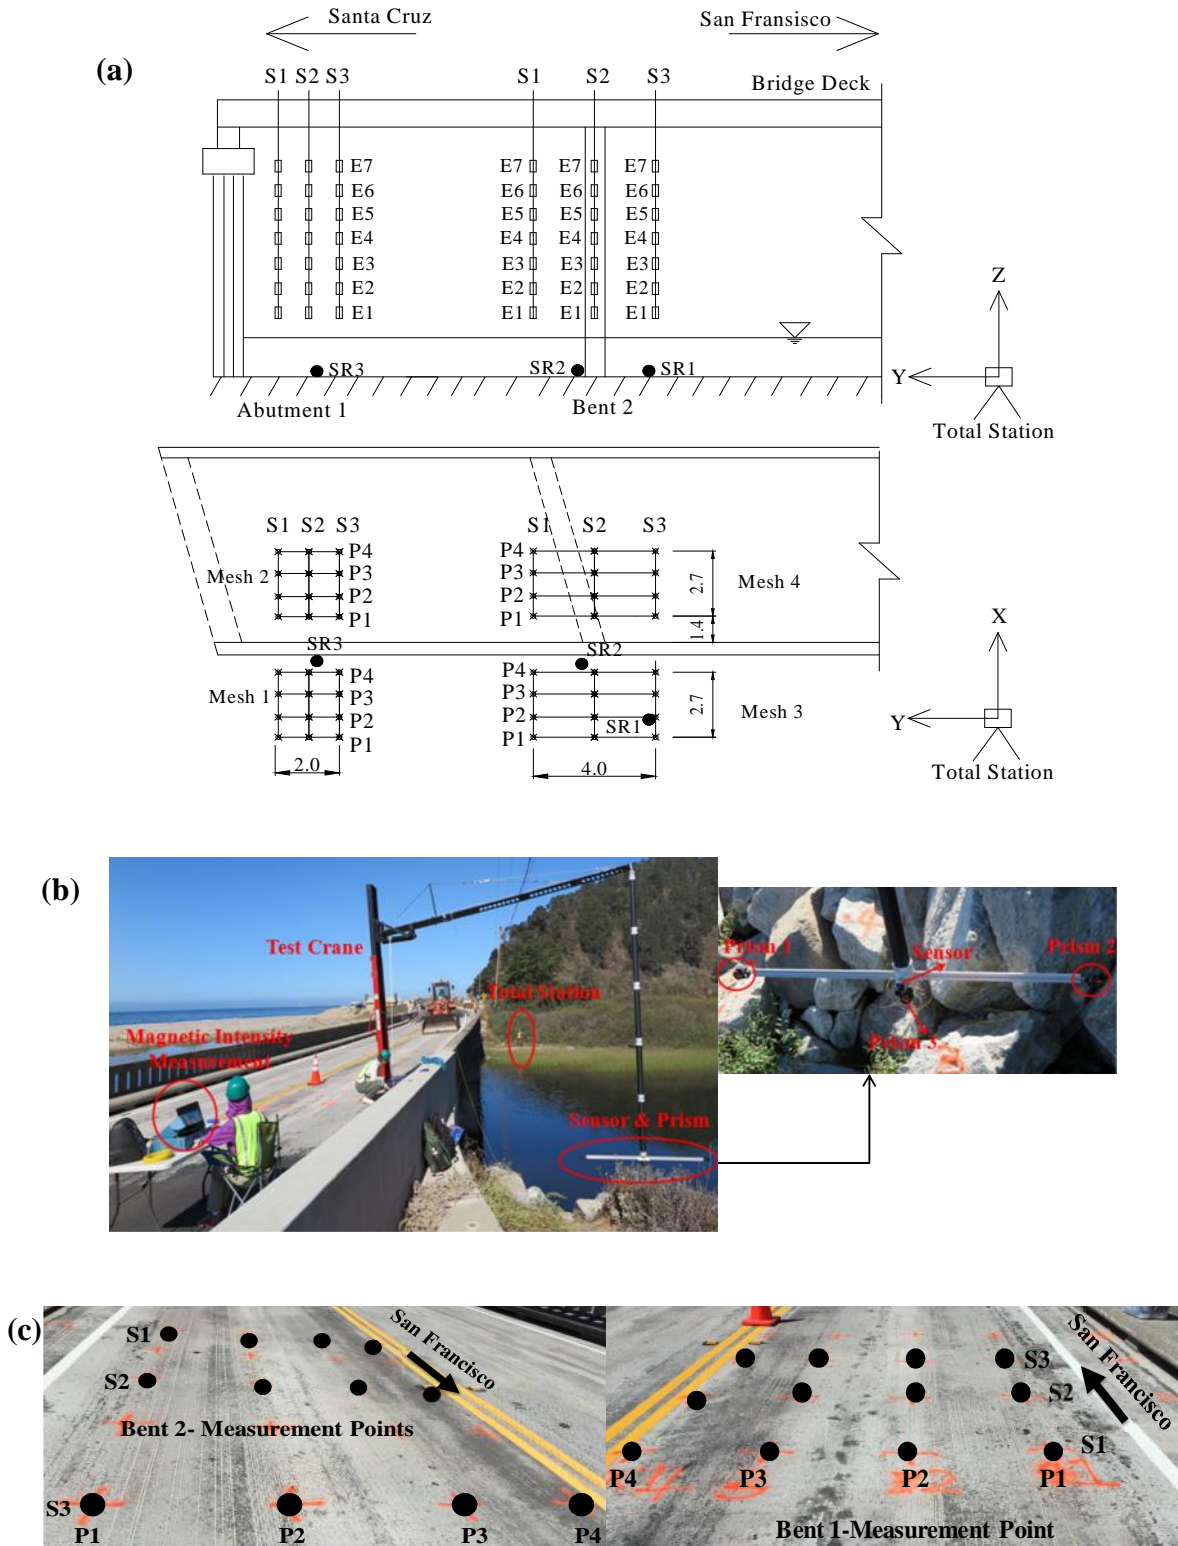 Santa Cruz San Fransisco
(a)
S1 S2 S3 S1 S2 S3
Bridge Deck
E7 E7 E7 E7
E6 E6 E6 E6
E5 E5 E5 E5
E4 E4 E4 E4
E3 E3 E3 E3
E2 E2 E2 E2
E1 E1 E1 E1
Z
SR3 SR2 SR1
Y
Abutment 1 Bent 2
Total Station
S1 S2 S3 S1 S2 S3
P4 P4
Mesh 2 P3 P3 2.7 Mesh 4
P2 P2
P1 P1 1.4
X
SR3 SR2
P4 P4
Mesh 1 P3 P3 2.7 Mesh 3
P2 P2 SR1
Y
P1 P1
2.0 4.0
Total Station
(b)
Test Crane
Total Station
Magnetic Intensity
Measurement
Sensor & Prism
Prism 1 Sensor Prism 2
Prism 3
(c)
S1 San Francisco
S2
Bent 2- Measurement Points
S3
P1 P2 P3 P4
San Francisco
S3
S2
S1
P4 P3 P2 P1
Bent 1-Measurement Point